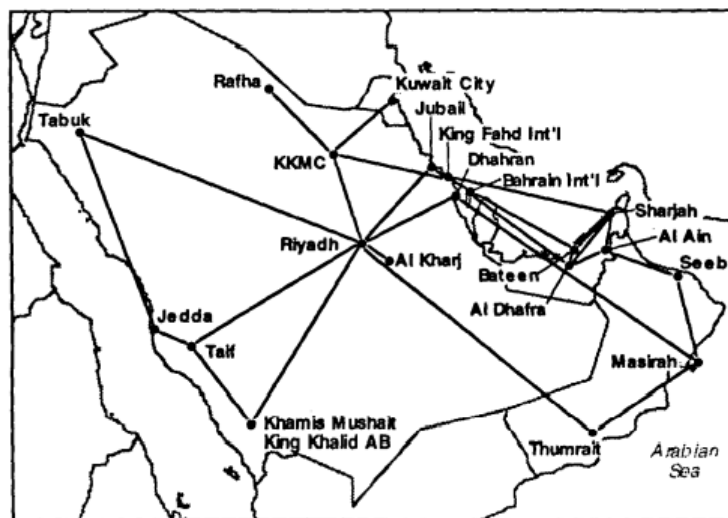 Rafha
Kuwait City
Jubail
Tabuk
King Fahd Int'l
KKMC
Dhahran
Bahrain Int'l
Sharjah
Riyadh
Al Ain
Al Kharj
Seeb
Bateen
Al Dhafra
Jedda
Taif
Masirah
Khamis Mushait
King Khalid AB
Thumrait
Arabian
Sea